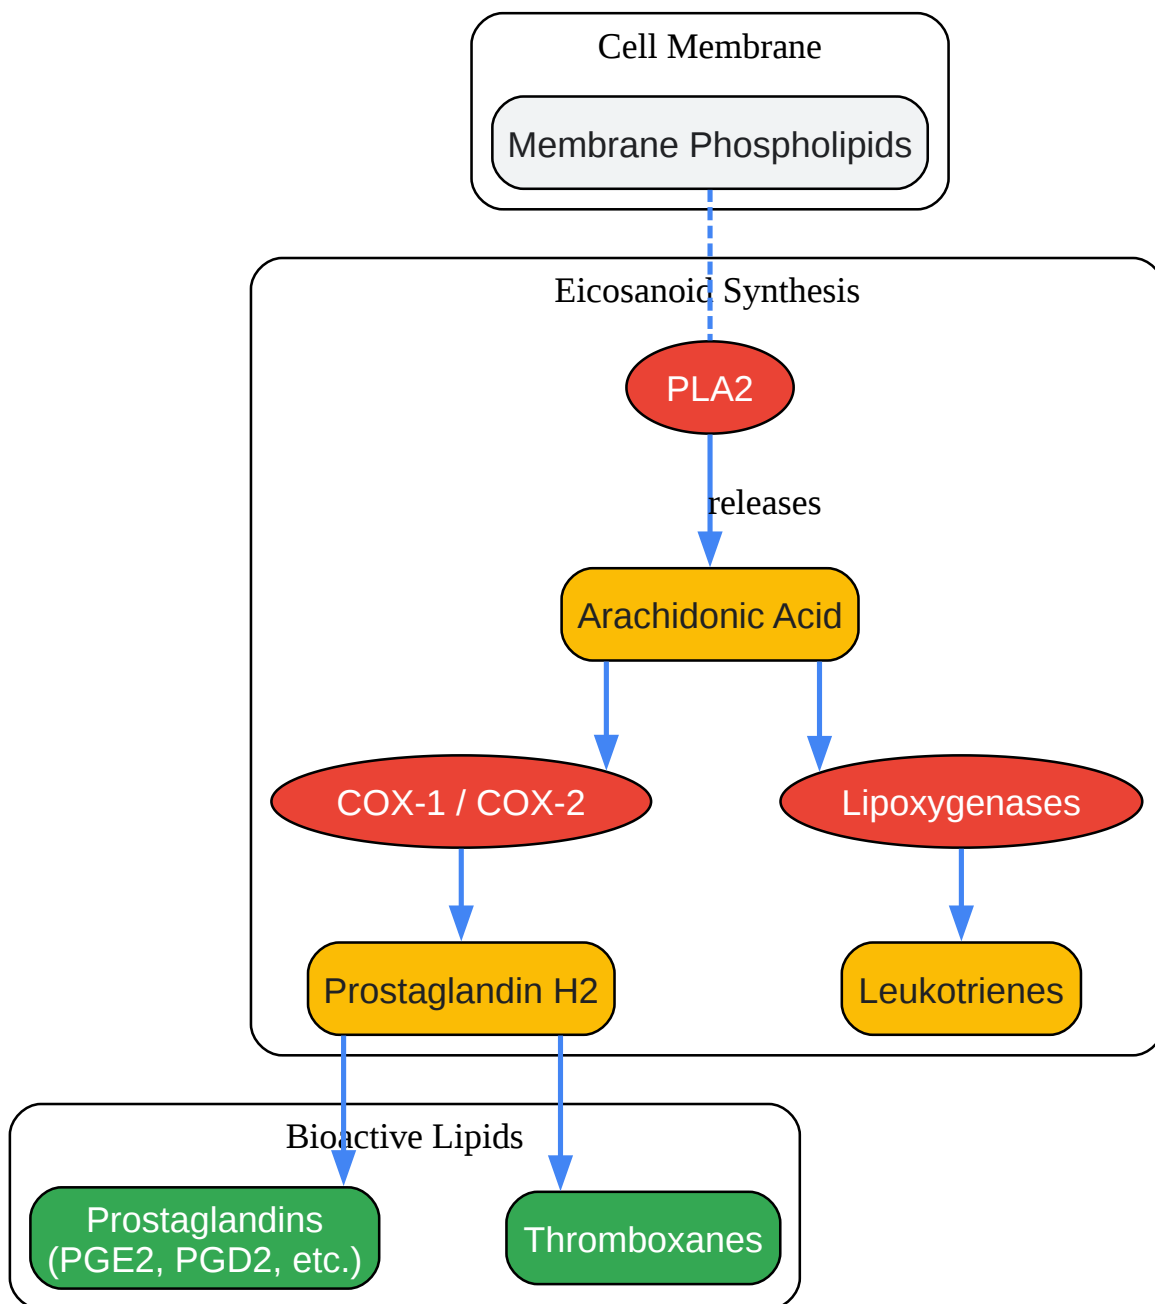 Cell Membrane
Membrane Phospholipids
Eicosanoid Synthesis
PLA2
releases
Arachidonic Acid
COX-1 / COX-2
Lipoxygenases
Prostaglandin H2
Leukotrienes
Bioactive Lipids
Prostaglandins
(PGE2, PGD2, etc.)
Thromboxanes